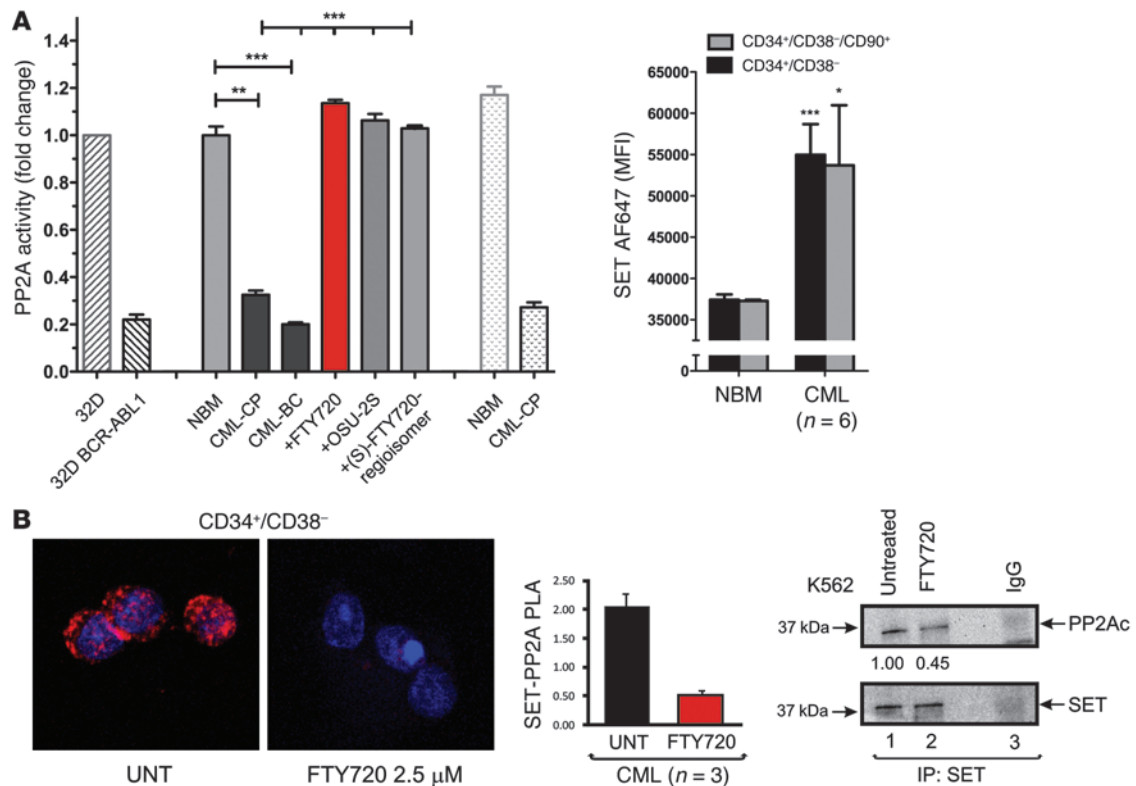 A
PP2A activity (fold change)
1.4
1.2
1.0
0.8
0.6
0.4
0.2
0.0
***
***
**
32D
32D BCR-ABL1
NBM
CML-CP
CML-BC
+FTY720
+OSU-2S
+(S)-FTY720-
regioisomer
NBM
CML-CP
CD34⁺/CD38⁻/CD90⁺
CD34⁺/CD38⁻
SET AF647 (MFI)
65000
60000
55000
50000
45000
40000
35000
0
***
*
NBM
CML
(n = 6)
B
CD34⁺/CD38⁻
UNT
FTY720 2.5 μM
SET-PP2A PLA
2.50
2.00
1.50
1.00
0.50
0.00
UNT
FTY720
CML (n = 3)
K562
Untreated
FTY720
IgG
37 kDa
PP2Ac
1.00 0.45
37 kDa
SET
1 2 3
IP: SET